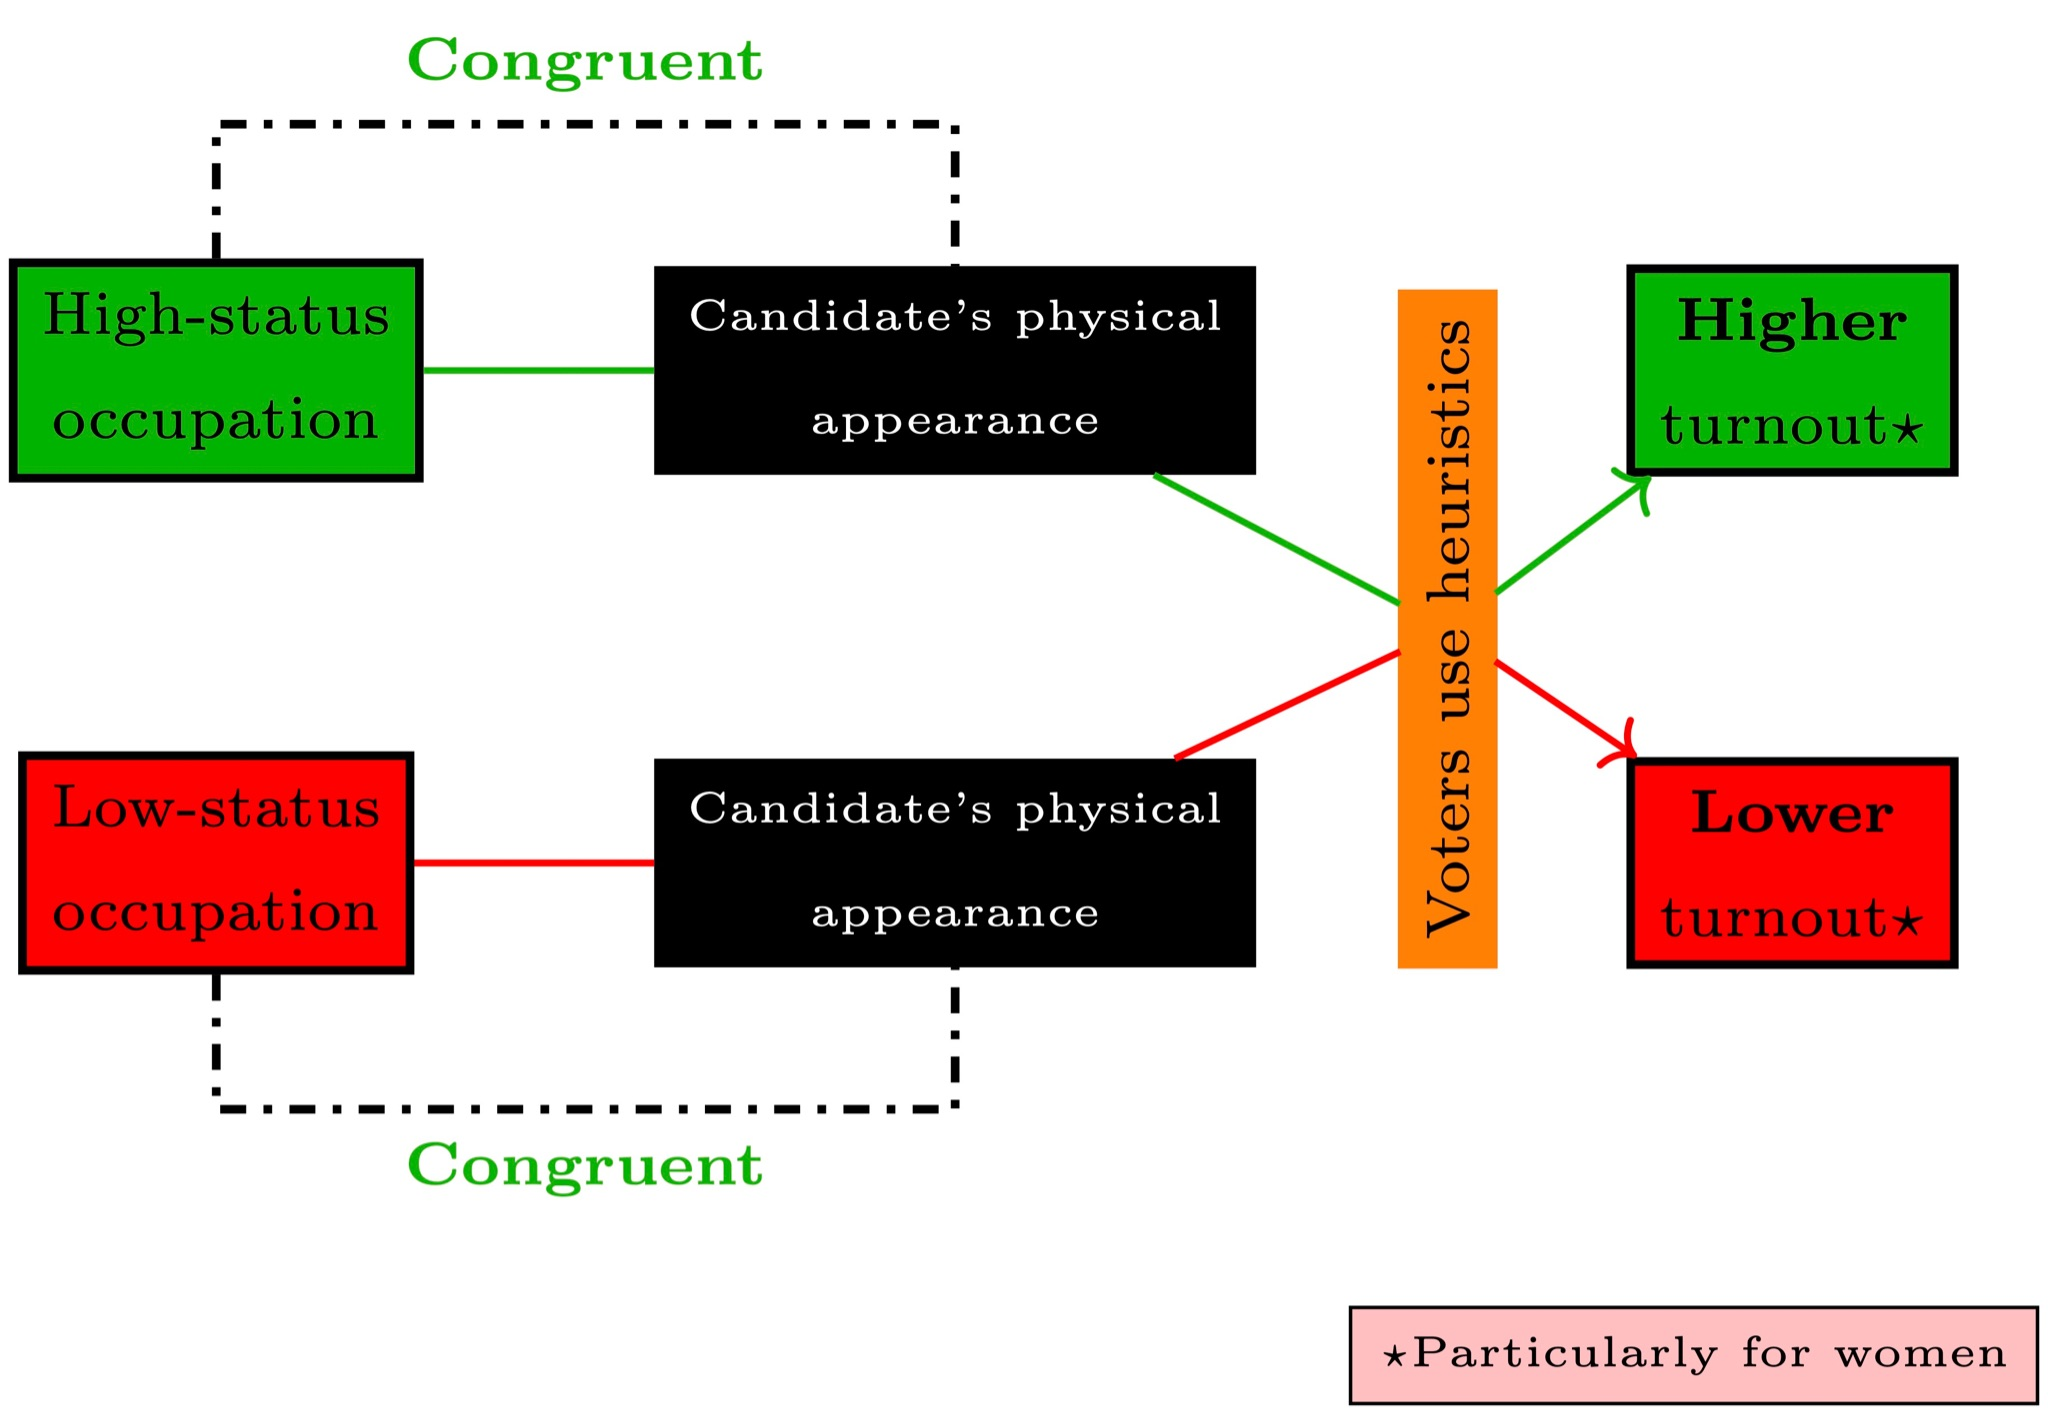 Congruent
High-status
occupation
Candidate's physical
appearance
Voters use heuristics
Higher
turnout⋆
Low-status
occupation
Candidate's physical
appearance
Lower
turnout⋆
Congruent
⋆Particularly for women